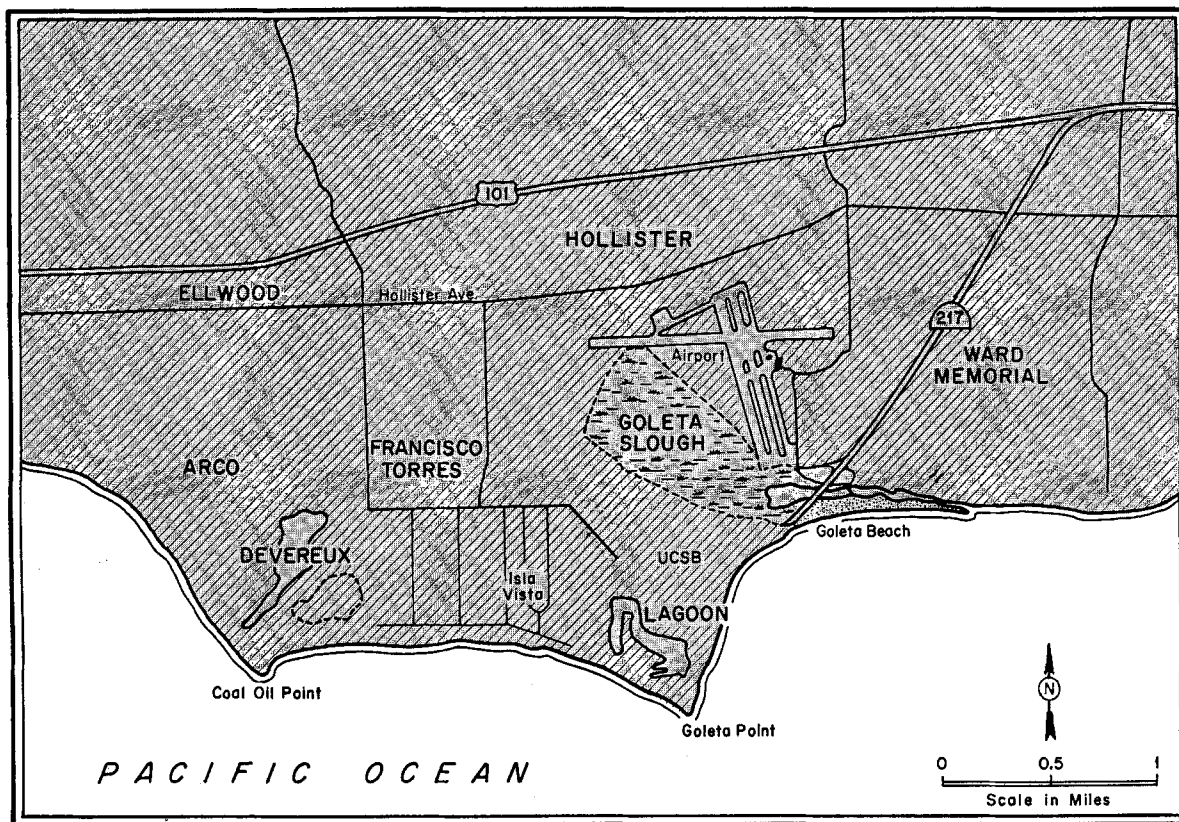 101
HOLLISTER
ELLWOOD
Hollister Ave.
217
Airport
WARD
MEMORIAL
GOLETA
SLOUGH
FRANCISCO
TORRES
ARCO
Goleta Beach
DEVEREUX
UCSB
Isla
Vista
LAGOON
Coal Oil Point
Goleta Point
N
PACIFIC OCEAN
0 0.5 1
Scale in Miles